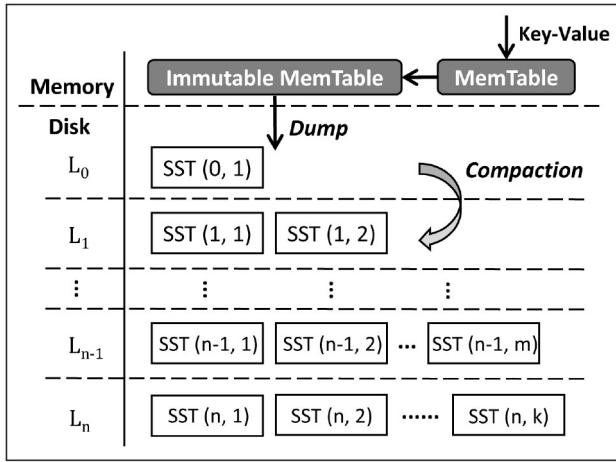 Key-Value
Memory
Immutable MemTable
MemTable
Disk
Dump
L0
SST (0, 1)
Compaction
L1
SST (1, 1)
SST (1, 2)
⋮ ⋮ ⋮ ⋮
Ln-1
SST (n-1, 1)
SST (n-1, 2)
...
SST (n-1, m)
Ln
SST (n, 1)
SST (n, 2)
......
SST (n, k)